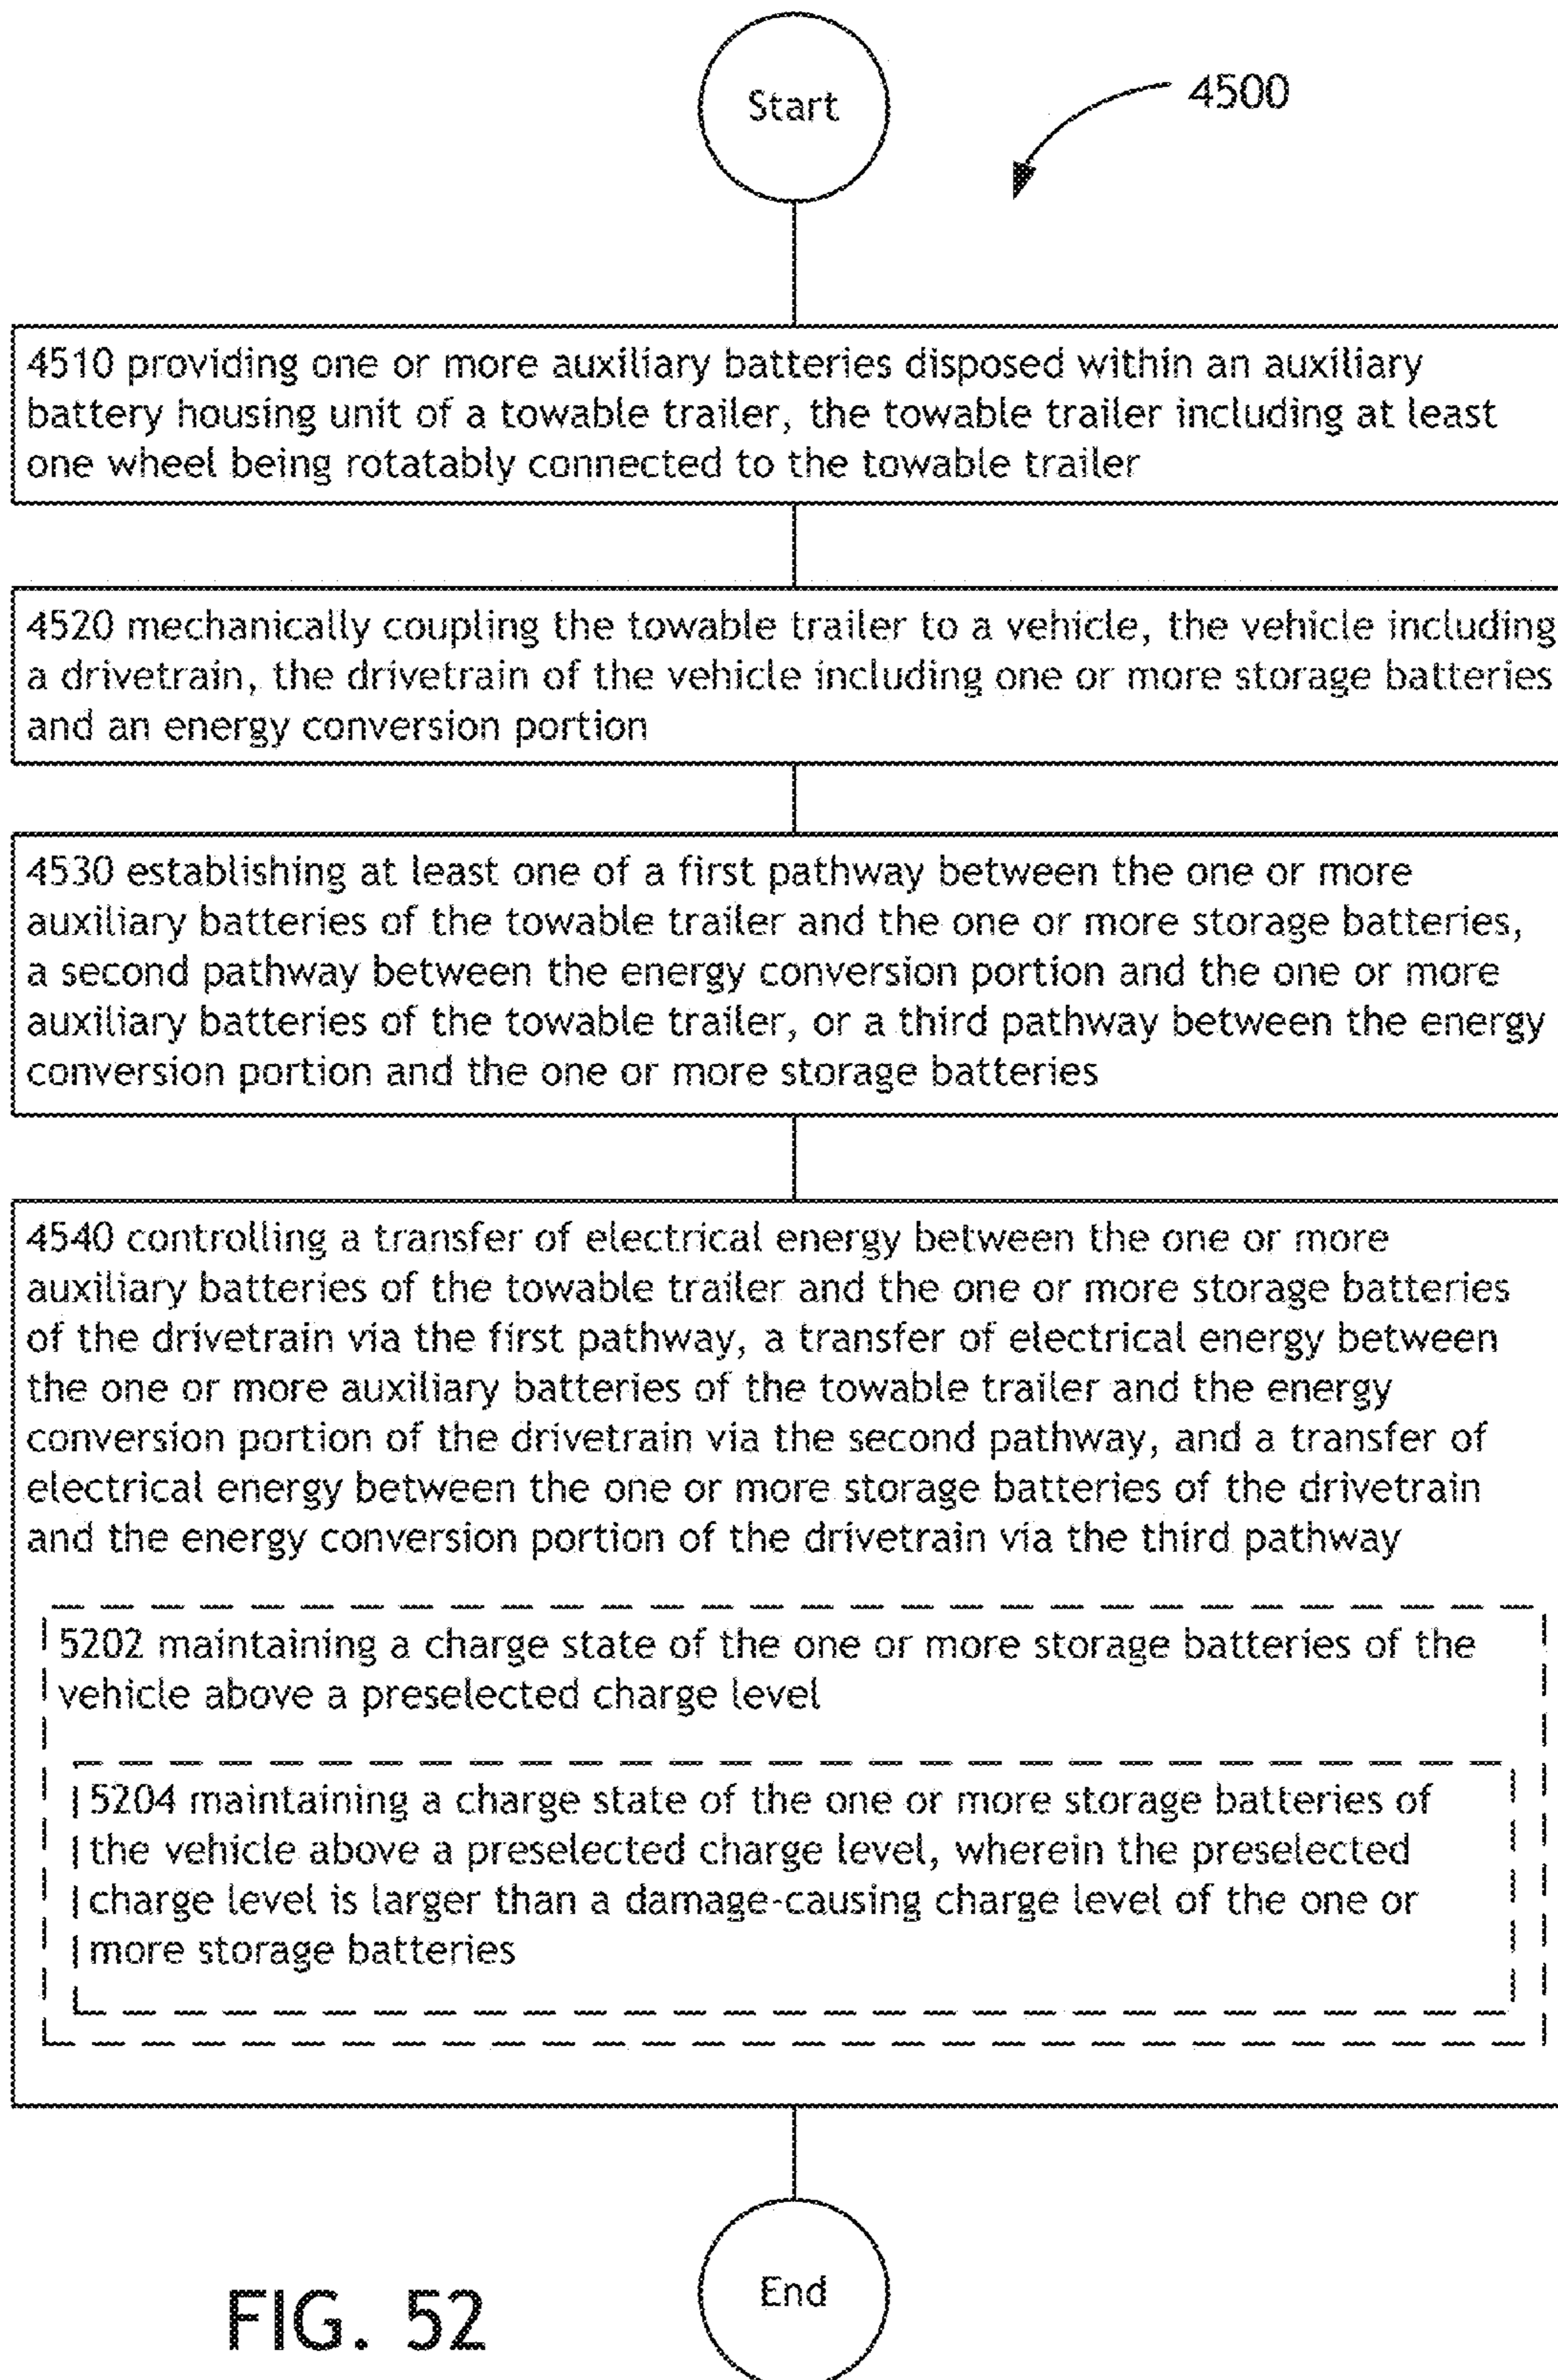 Start
4500
4510 providing one or more auxiliary batteries disposed within an auxiliary
battery housing unit of a towable trailer, the towable trailer including at least
one wheel being rotatably connected to the towable trailer
4520 mechanically coupling the towable trailer to a vehicle, the vehicle including
a drivetrain, the drivetrain of the vehicle including one or more storage batteries
and an energy conversion portion
4530 establishing at least one of a first pathway between the one or more
auxiliary batteries of the towable trailer and the one or more storage batteries,
a second pathway between the energy conversion portion and the one or more
auxiliary batteries of the towable trailer, or a third pathway between the energy
conversion portion and the one or more storage batteries
4540 controlling a transfer of electrical energy between the one or more
auxiliary batteries of the towable trailer and the one or more storage batteries
of the drivetrain via the first pathway, a transfer of electrical energy between
the one or more auxiliary batteries of the towable trailer and the energy
conversion portion of the drivetrain via the second pathway, and a transfer of
electrical energy between the one or more storage batteries of the drivetrain
and the energy conversion portion of the drivetrain via the third pathway
5202 maintaining a charge state of the one or more storage batteries of the
vehicle above a preselected charge level
5204 maintaining a charge state of the one or more storage batteries of
the vehicle above a preselected charge level, wherein the preselected
charge level is larger than a damage-causing charge level of the one or
more storage batteries
End
FIG. 52